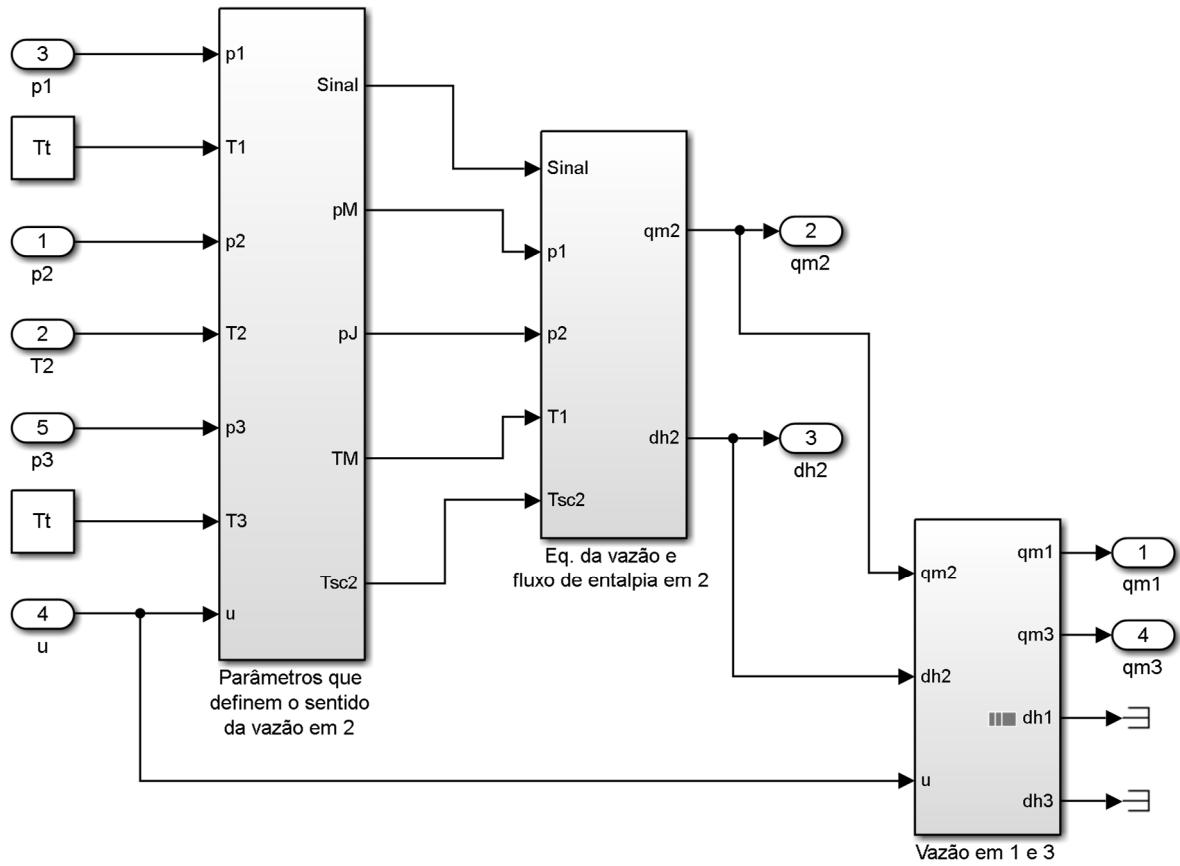 3
p1
Tt
1
p2
2
T2
5
p3
Tt
4
u
p1
T1
p2
T2
p3
T3
u
Sinal
pM
pJ
TM
Tsc2
Parâmetros que
definem o sentido
da vazão em 2
Sinal
p1
p2
T1
Tsc2
qm2
dh2
Eq. da vazão e
fluxo de entalpia em 2
2
qm2
3
dh2
qm2
dh2
u
qm1
qm3
dh1
dh3
Vazão em 1 e 3
1
qm1
4
qm3